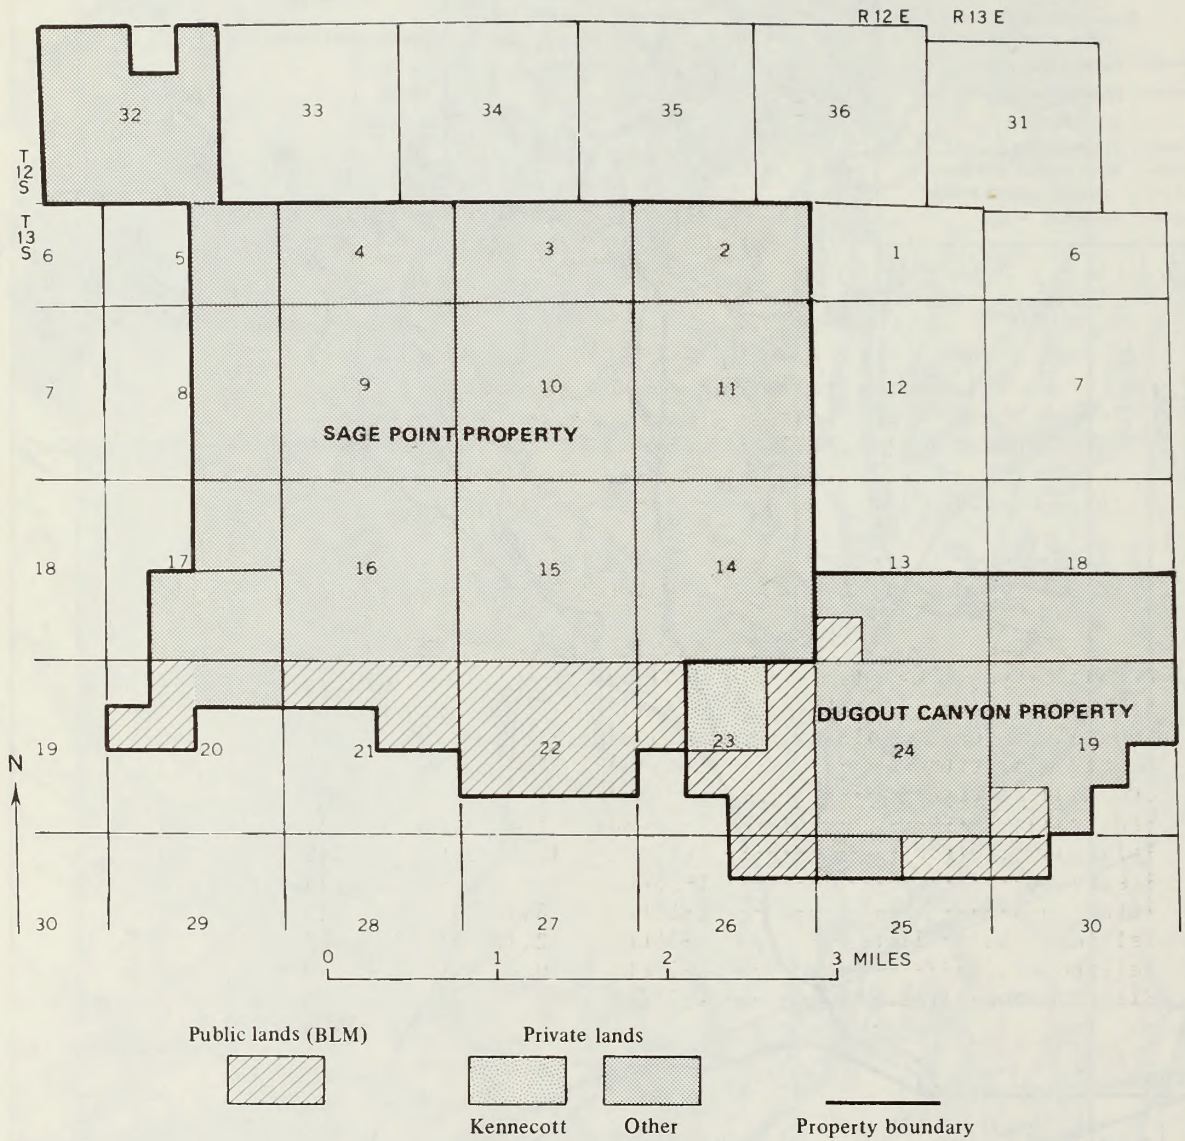 R 12 E R 13 E
32 33 34 35 36 31
T
12
S
T
13
S
6 5 4 3 2 1 6
7 8 9 10 11 12 7
SAGE POINT PROPERTY
18 17 16 15 14 13 18
DUGOUT CANYON PROPERTY
19 20 21 22 23 24 19
N
30 29 28 27 26 25 30
0 1 2 3 MILES
Public lands (BLM) Private lands
Kennecott Other Property boundary